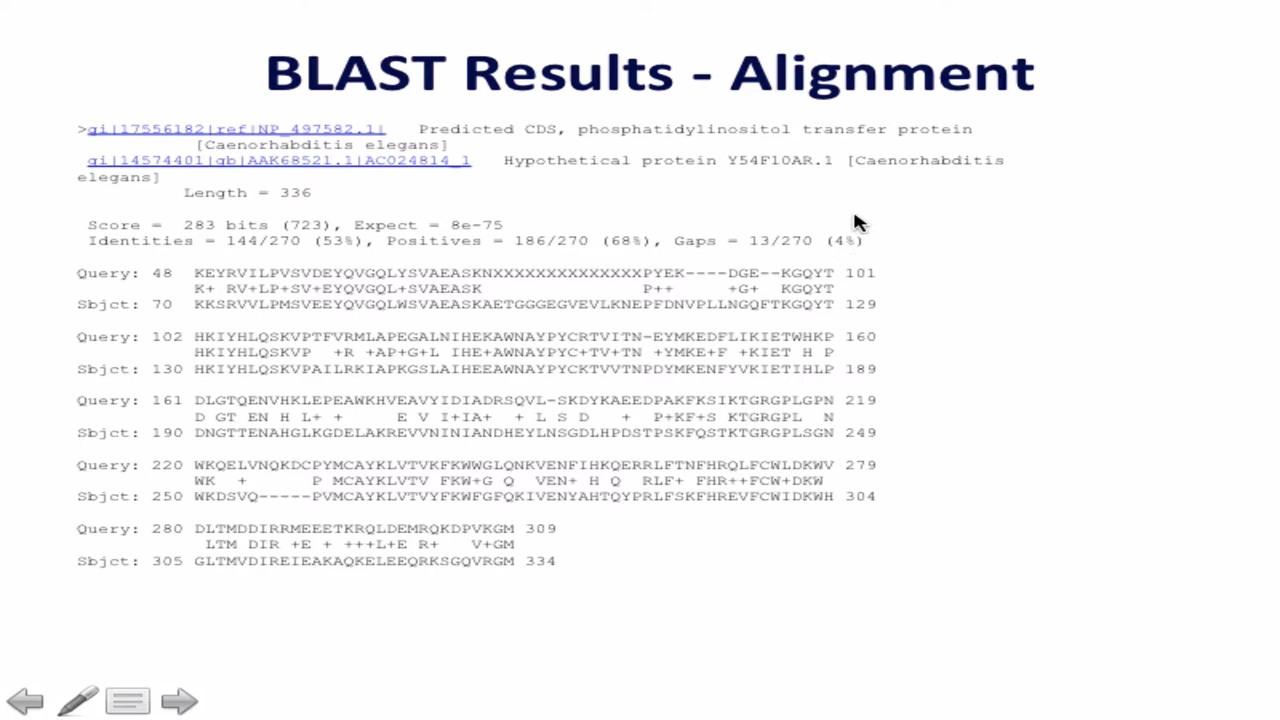 BLAST Results - Alignment
>gi|17556182|ref|NP_497582.1| Predicted CDS, phosphatidylinositol transfer protein
[Caenorhabditis elegans]
gi|14574401|gb|AAK68521.1|AC024814_1 Hypothetical protein Y54F10AR.1 [Caenorhabditis
elegans]
Length = 336
Score = 283 bits (723), Expect = 8e-75
Identities = 144/270 (53%), Positives = 186/270 (68%), Gaps = 13/270 (4%)
Query: 48 KEYRVILPVSVDEYQVGQLYSVAEASKNXXXXXXXXXXXXXXPYEK----DGE--KGQYT 101
K+ RV+LP+SV+EYQVGQL+SVAEASK P++ +G+ KGQYT
Sbjct: 70 KKSRVVLPMSVEEYQVGQLWSVAEASKAETGGGEGVEVLKNEPFDNVPLLNGQFTKGQYT 129
Query: 102 HKIYHLQSKVPTFVRMLAPEGALNIHEKAWNAYPYCRTVITN-EYMKEDFLIKIETWHKP 160
HKIYHLQSKVP +R +AP+G+L IHE+AWNAYPYC+TV+TN +YMKE+F +KIET H P
Sbjct: 130 HKIYHLQSKVPAILRKIAPKGSLAIHEEAWNAYPYCKTVVTNPDYMKENFYVKIETIHLP 189
Query: 161 DLGTQENVHKLEPEAWKHVEAVYIDIADRSQVL-SKDYKAEEDPAKFKSIKTGRGPLGPN 219
D GT EN H L+ + E V I+IA+ + L S D + P+KF+S KTGRGPL N
Sbjct: 190 DNGTTENAHGLKGDELAKREVVNINIANDHEYLNSGDLHPDSTPSKFQSTKTGRGPLSGN 249
Query: 220 WKQELVNQKDCPYMCAYKLVTVKFKWWGLQNKVENFIHKQERRLFTNFHRQLFCWLDKWV 279
WK + P MCAYKLVTV FKW+G Q VEN+ H Q RLF+ FHR++FCW+DKW
Sbjct: 250 WKDSVQ-----PVMCAYKLVTVYFKWFGFQKIVENYAHTQYPRLFSKFHREVFCWIDKWH 304
Query: 280 DLTMDDIRRMEEETKRQLDEMRQKDPVKGM 309
LTM DIR +E + +++L+E R+ V+GM
Sbjct: 305 GLTMVDIREIEAKAQKELEEQRKSGQVRGM 334